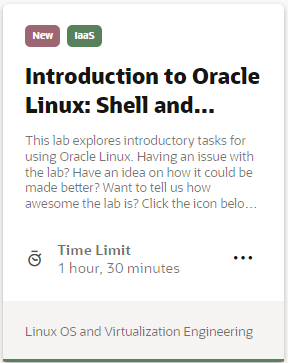 New IaaS
Introduction to Oracle
Linux: Shell and...
This lab explores introductory tasks for
using Oracle Linux. Having an issue with
the lab? Have an idea on how it could be
made better? Want to tell us how
awesome the lab is? Click the icon belo...
Time Limit
1 hour, 30 minutes
Linux OS and Virtualization Engineering